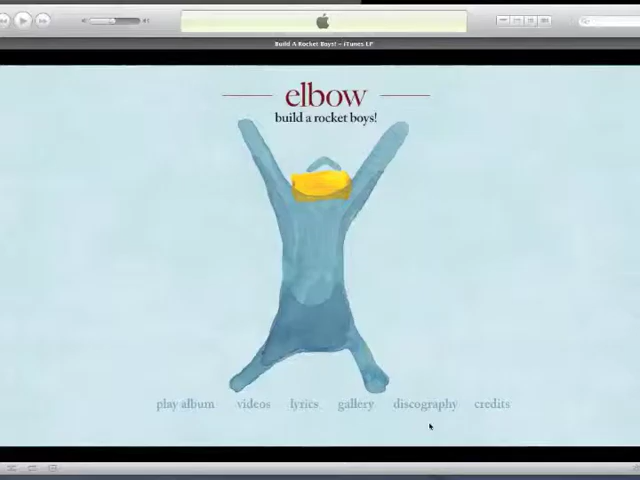 Build A Rocket Boys! – iTunes LP
elbow
build a rocket boys!
play album videos lyrics gallery discography credits